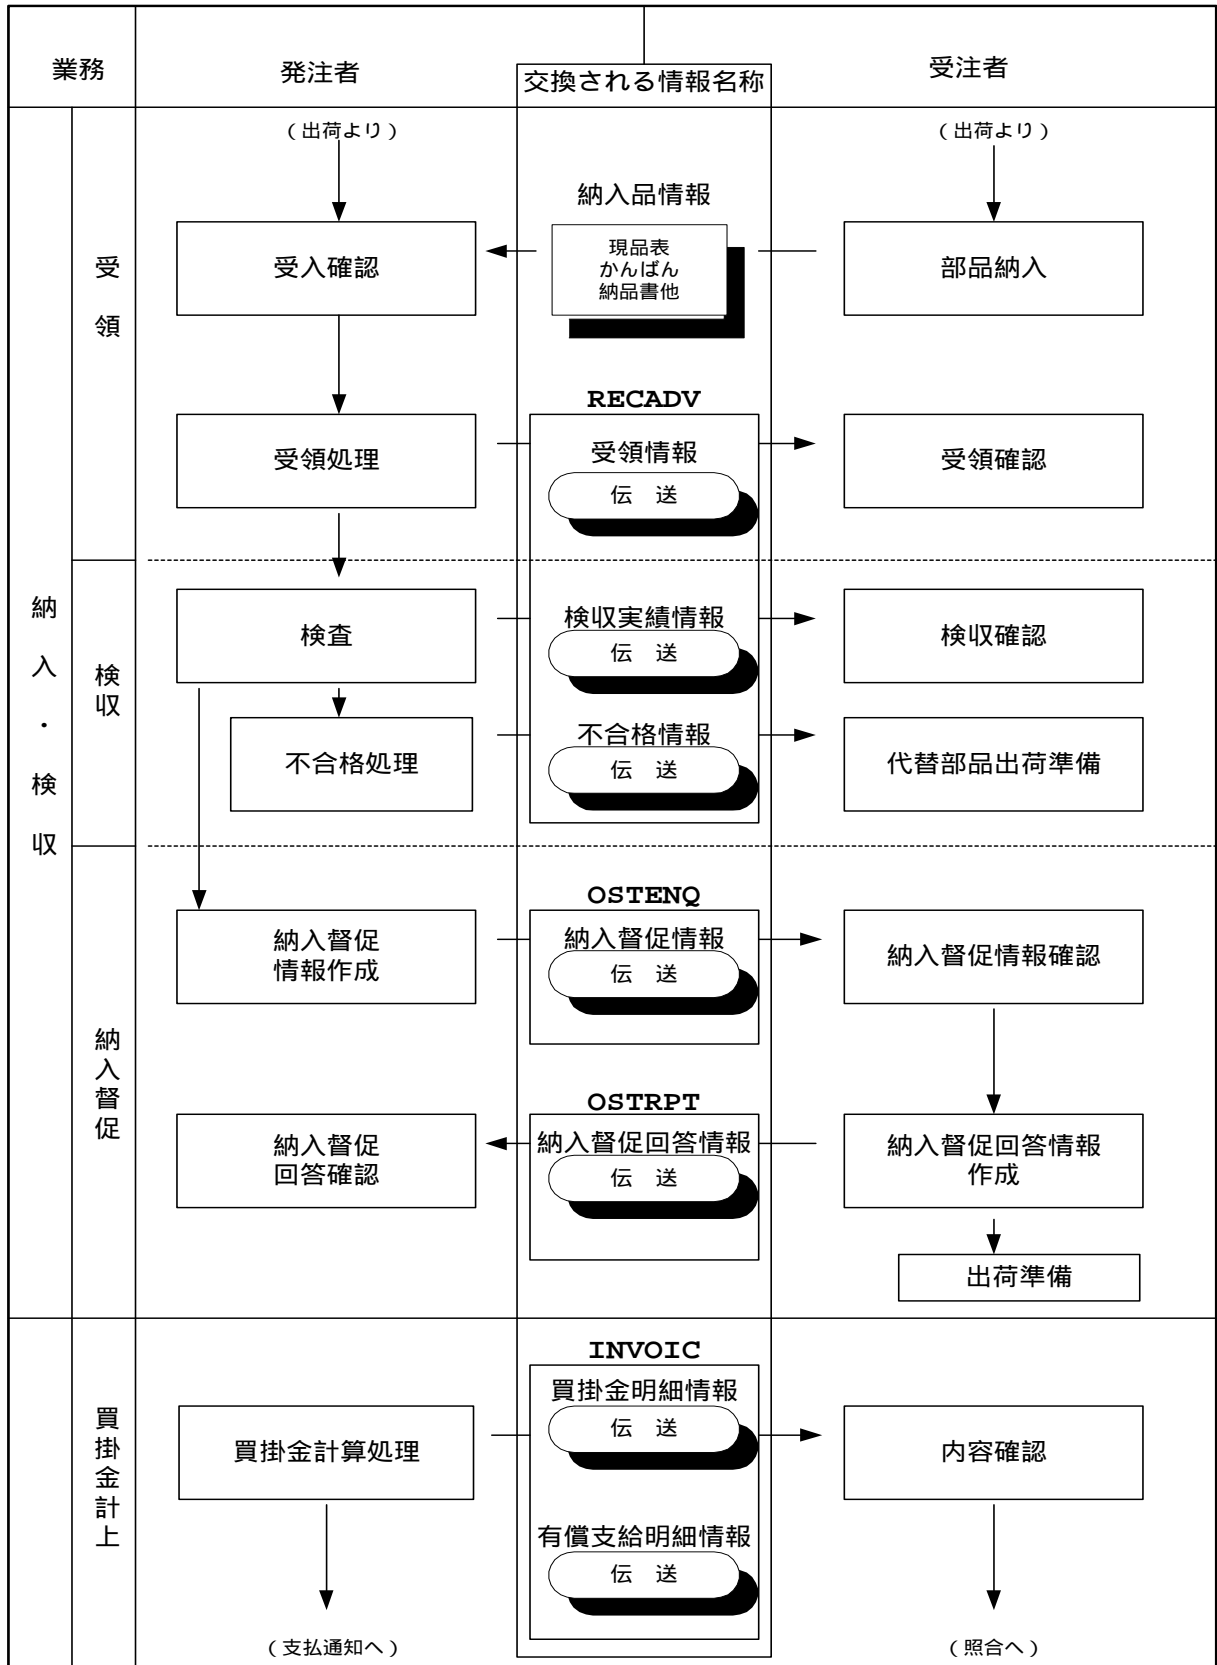 業務
発注者
交換される情報名称
受注者
納入・検収
受領
(出荷より)
(出荷より)
納入品情報
受入確認
現品表
かんばん
納品書他
部品納入
RECADV
受領処理
受領情報
伝 送
受領確認
検収
検査
検収実績情報
伝 送
検収確認
不合格処理
不合格情報
伝 送
代替部品出荷準備
納入督促
OSTENQ
納入督促
情報作成
納入督促情報
伝 送
納入督促情報確認
OSTRPT
納入督促
回答確認
納入督促回答情報
伝 送
納入督促回答情報
作成
出荷準備
買掛金計上
INVOIC
買掛金計算処理
買掛金明細情報
伝 送
内容確認
有償支給明細情報
伝 送
(支払通知へ)
(照合へ)